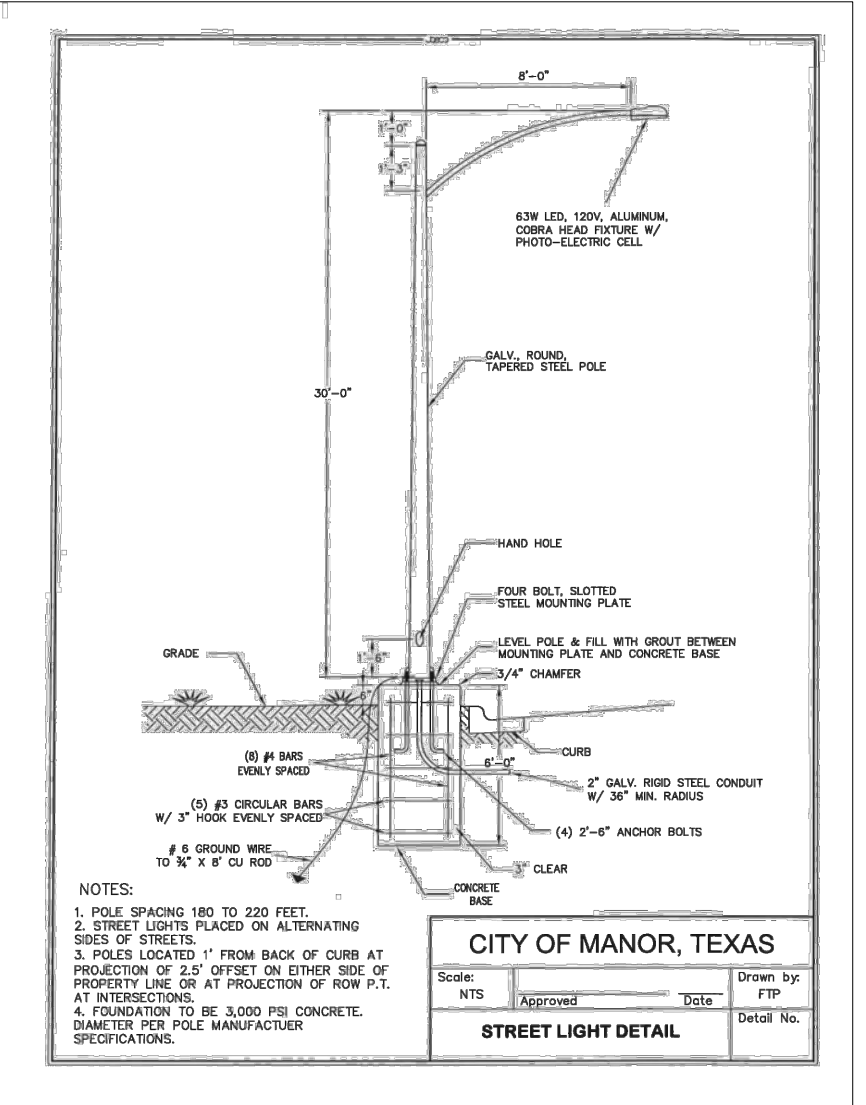 8'-0"
1'-0"
63W LED, 120V, ALUMINUM,
COBRA HEAD FIXTURE W/
PHOTO-ELECTRIC CELL
GALV., ROUND,
TAPERED STEEL POLE
30'-0"
HAND HOLE
FOUR BOLT, SLOTTED
STEEL MOUNTING PLATE
LEVEL POLE & FILL WITH GROUT BETWEEN
MOUNTING PLATE AND CONCRETE BASE
GRADE
1'-6"
3/4" CHAMFER
6"
CURB
(8) #4 BARS
EVENLY SPACED
6'-0"
2" GALV. RIGID STEEL CONDUIT
W/ 36" MIN. RADIUS
(5) #3 CIRCULAR BARS
W/ 3" HOOK EVENLY SPACED
(4) 2'-6" ANCHOR BOLTS
# 6 GROUND WIRE
TO ¾" X 8' CU ROD
3" CLEAR
CONCRETE
BASE
NOTES:
1. POLE SPACING 180 TO 220 FEET.
2. STREET LIGHTS PLACED ON ALTERNATING
SIDES OF STREETS.
3. POLES LOCATED 1' FROM BACK OF CURB AT
PROJECTION OF 2.5' OFFSET ON EITHER SIDE OF
PROPERTY LINE OR AT PROJECTION OF ROW P.T.
AT INTERSECTIONS.
4. FOUNDATION TO BE 3,000 PSI CONCRETE.
DIAMETER PER POLE MANUFACTUER
SPECIFICATIONS.
CITY OF MANOR, TEXAS
Scale:
NTS
Approved Date
Drawn by:
FTP
STREET LIGHT DETAIL
Detail No.